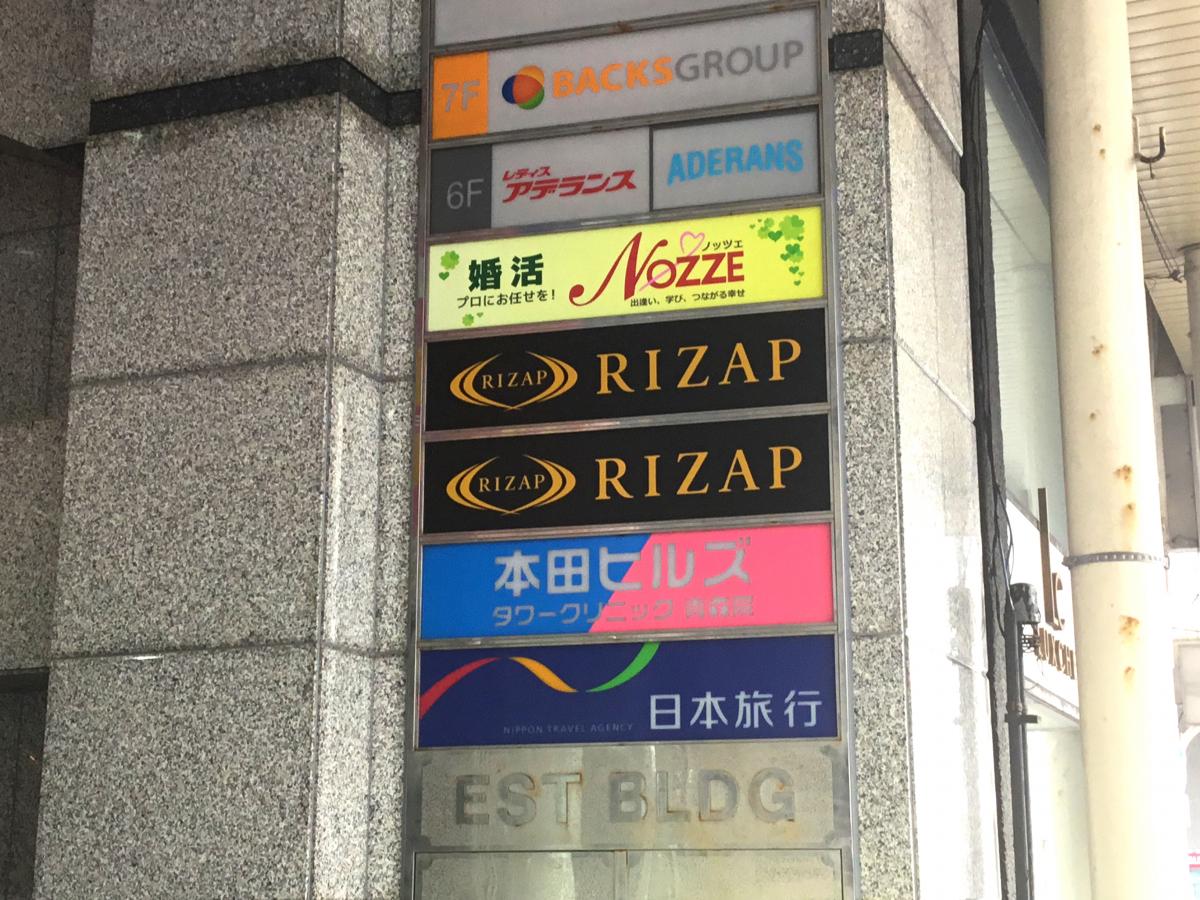 7F
BACKSGROUP
6F
レディス
アデランス
ADERANS
婚活
プロにお任せを!
ノッツェ
NOZZE
出逢い、学び、つながる幸せ
RIZAP RIZAP
RIZAP RIZAP
本田ヒルズ
タワークリニック 青森院
日本旅行
NIPPON TRAVEL AGENCY
EST BLDG
le